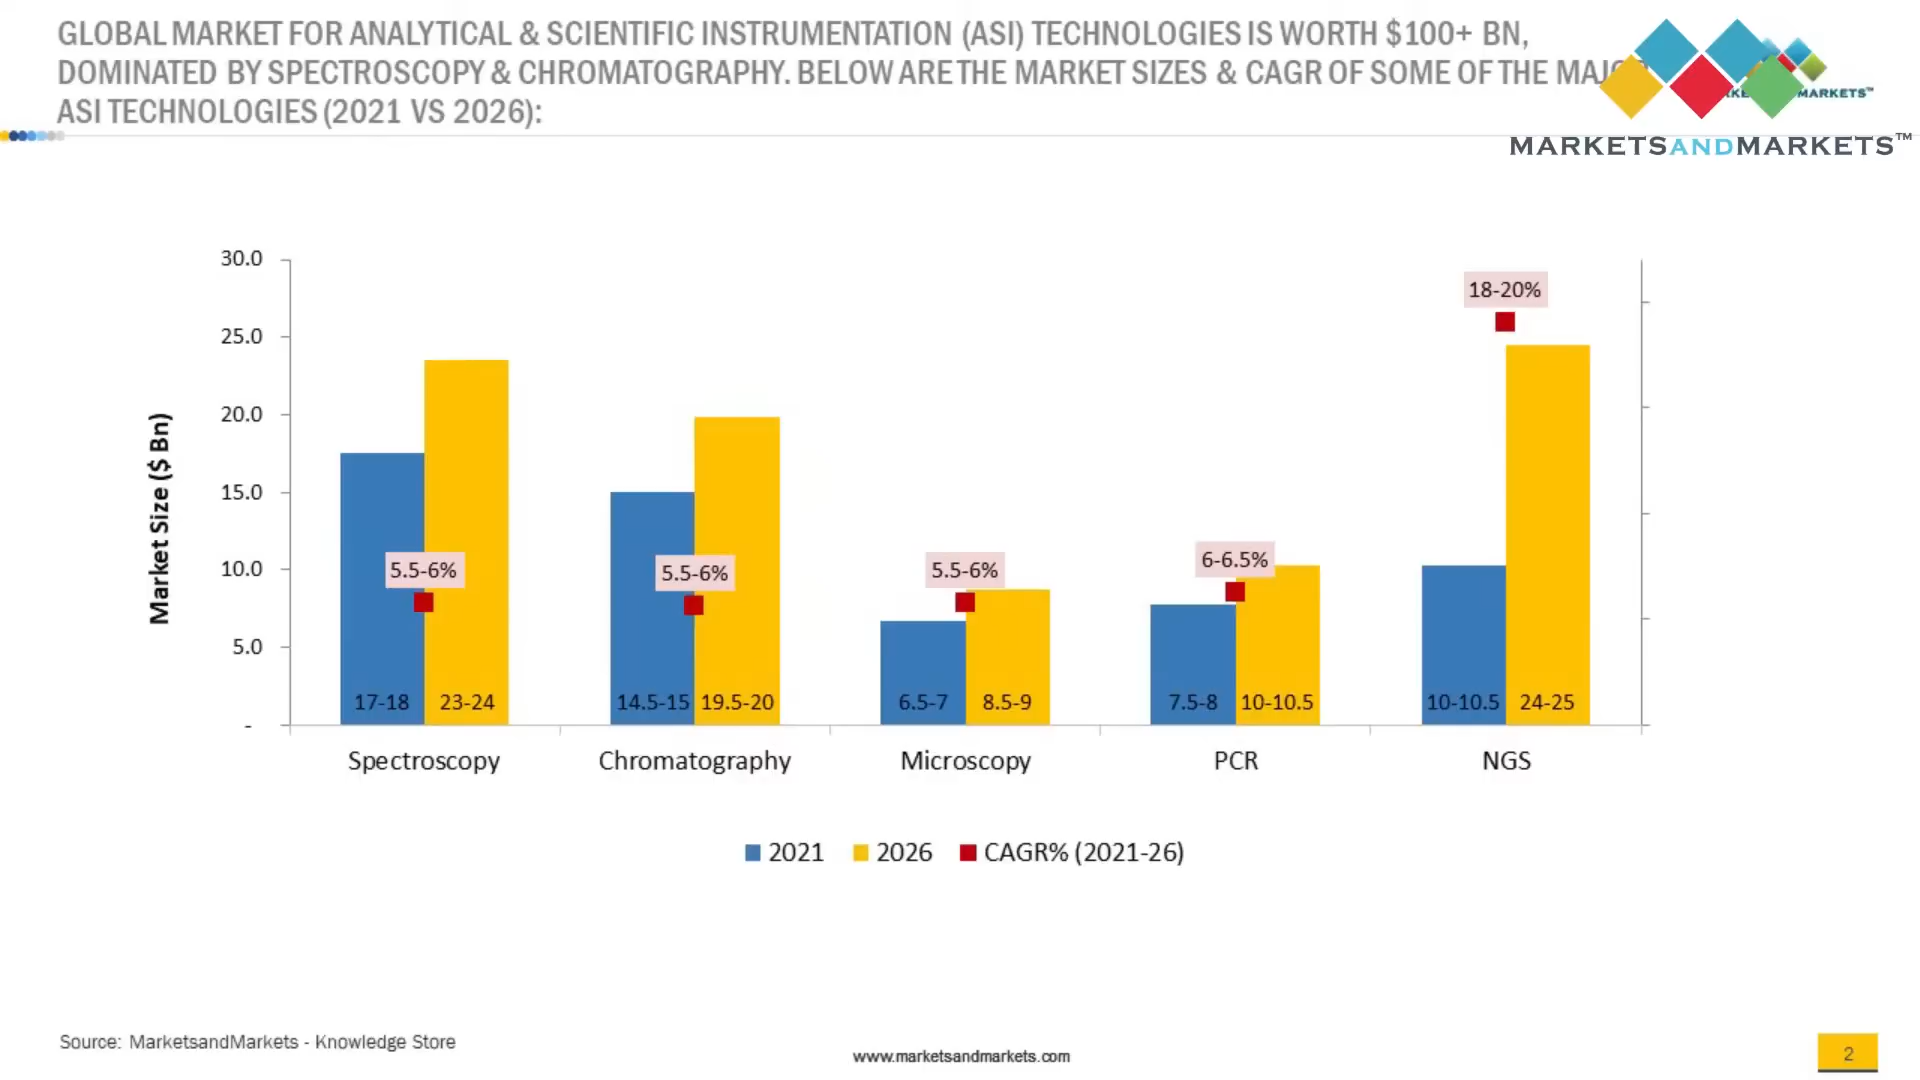 GLOBAL MARKET FOR ANALYTICAL & SCIENTIFIC INSTRUMENTATION (ASI) TECHNOLOGIES IS WORTH $100+ BN,
DOMINATED BY SPECTROSCOPY & CHROMATOGRAPHY. BELOW ARE THE MARKET SIZES & CAGR OF SOME OF THE
ASI TECHNOLOGIES (2021 VS 2026):
MARKETS™
MARKETSANDMARKETS™
30.0
25.0
20.0
15.0
10.0
5.0
-
Market Size ($ Bn)
18-20%
5.5-6%
5.5-6%
5.5-6%
6-6.5%
17-18 23-24
14.5-15 19.5-20
6.5-7 8.5-9
7.5-8 10-10.5
10-10.5 24-25
Spectroscopy
Chromatography
Microscopy
PCR
NGS
2021
2026
CAGR% (2021-26)
Source: MarketsandMarkets - Knowledge Store
www.marketsandmarkets.com
2